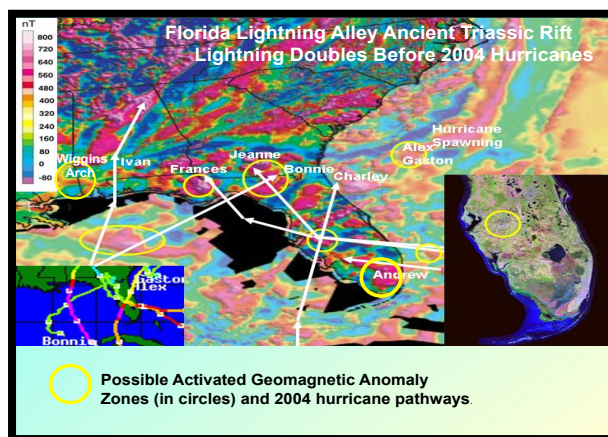 Florida Lightning Alley Ancient Triassic Rift
Lightning Doubles Before 2004 Hurricanes
nT
800
720
640
560
480
400
320
240
160
80
0
-80
Hurricane
Spawning
Alex
Gaston
Wiggins
Arch
Ivan
Frances
Jeanne
Bonnie
Charley
Andrew
Gaston
Alex
Bonnie
Possible Activated Geomagnetic Anomaly
Zones (in circles) and 2004 hurricane pathways.